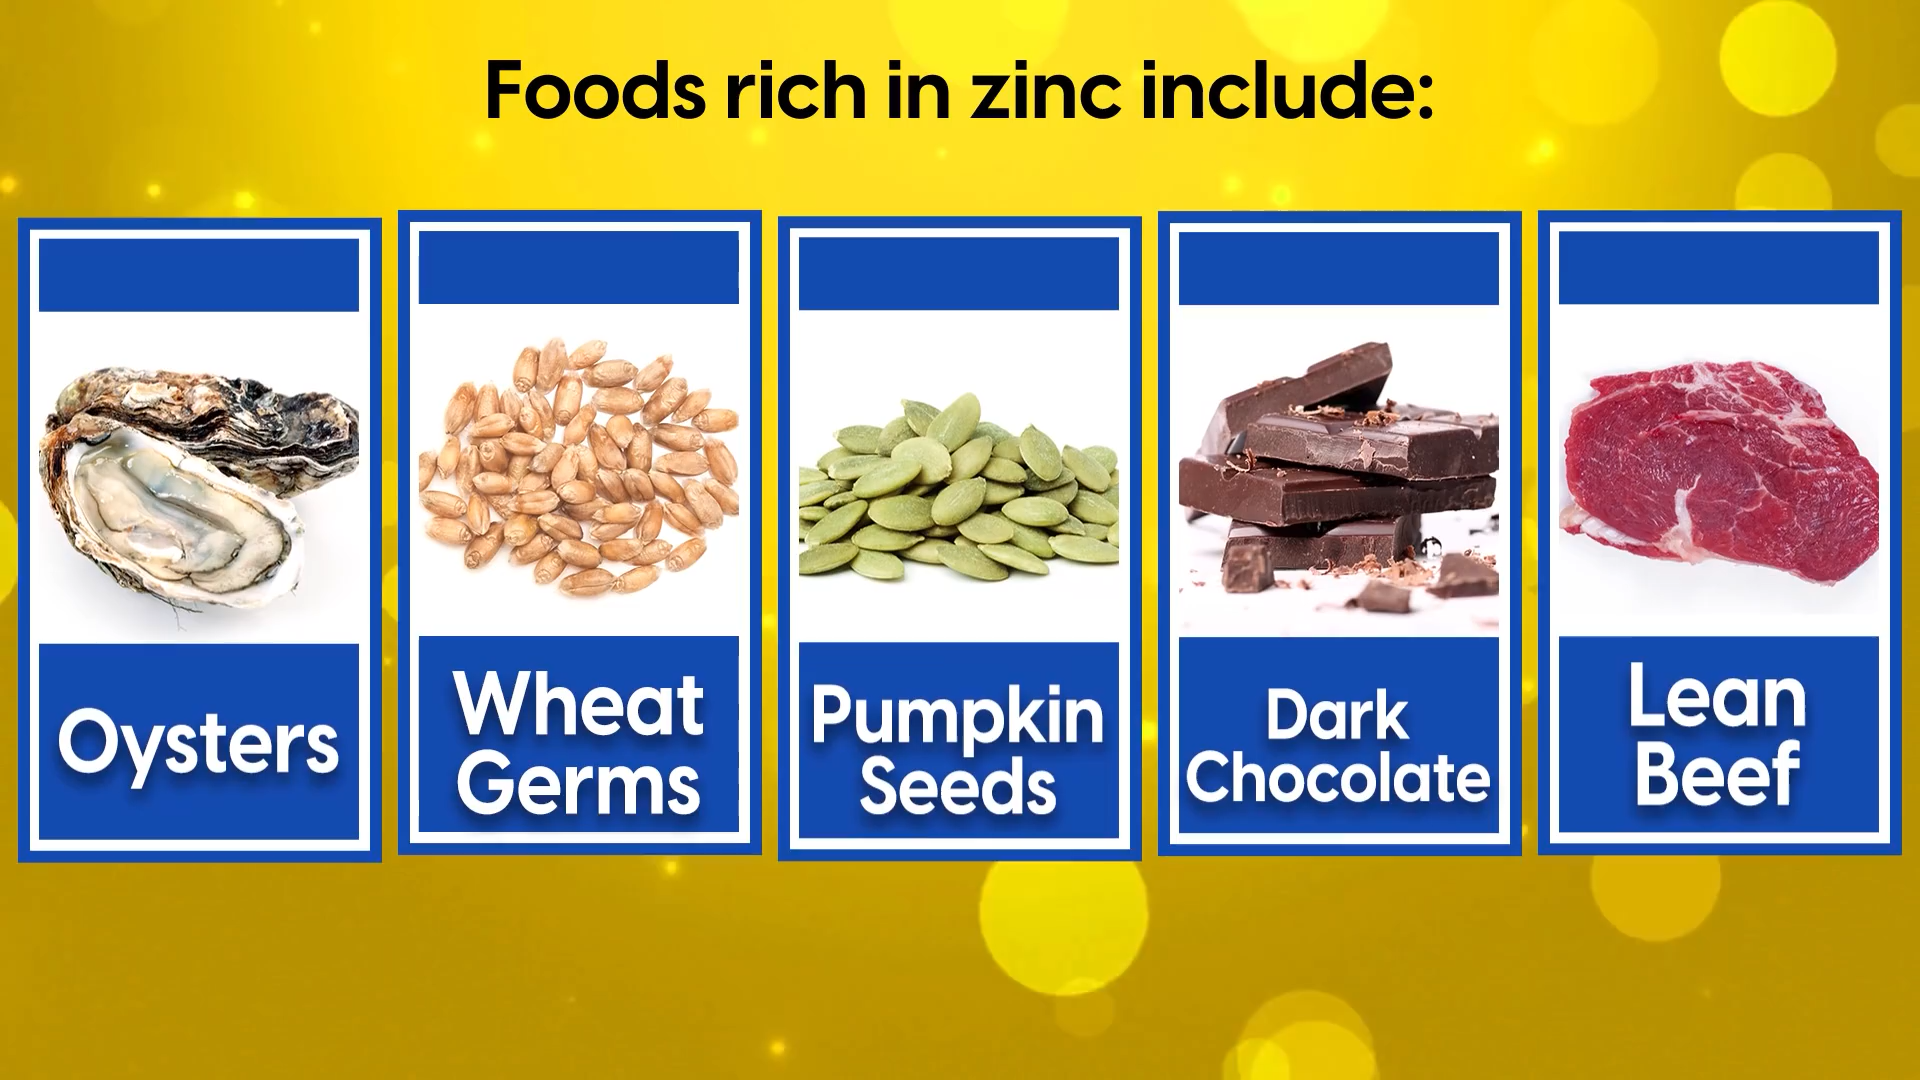 Foods rich in zinc include:
Oysters
Wheat
Germs
Pumpkin
Seeds
Dark
Chocolate
Lean
Beef